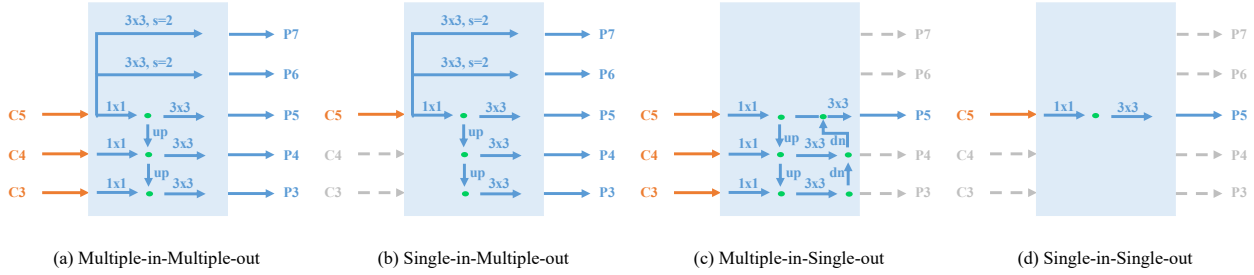 3x3, s=2
P7
3x3, s=2
P6
C5
1x1
3x3
P5
up
C4
1x1
3x3
P4
up
C3
1x1
3x3
P3
(a) Multiple-in-Multiple-out
3x3, s=2
P7
3x3, s=2
P6
C5
1x1
3x3
P5
up
C4
3x3
P4
up
C3
3x3
P3
(b) Single-in-Multiple-out
P7
P6
C5
1x1
3x3
P5
up
dn
C4
1x1
3x3
P4
up
dn
C3
1x1
3x3
P3
(c) Multiple-in-Single-out
P7
P6
C5
1x1
3x3
P5
C4
P4
C3
P3
(d) Single-in-Single-out